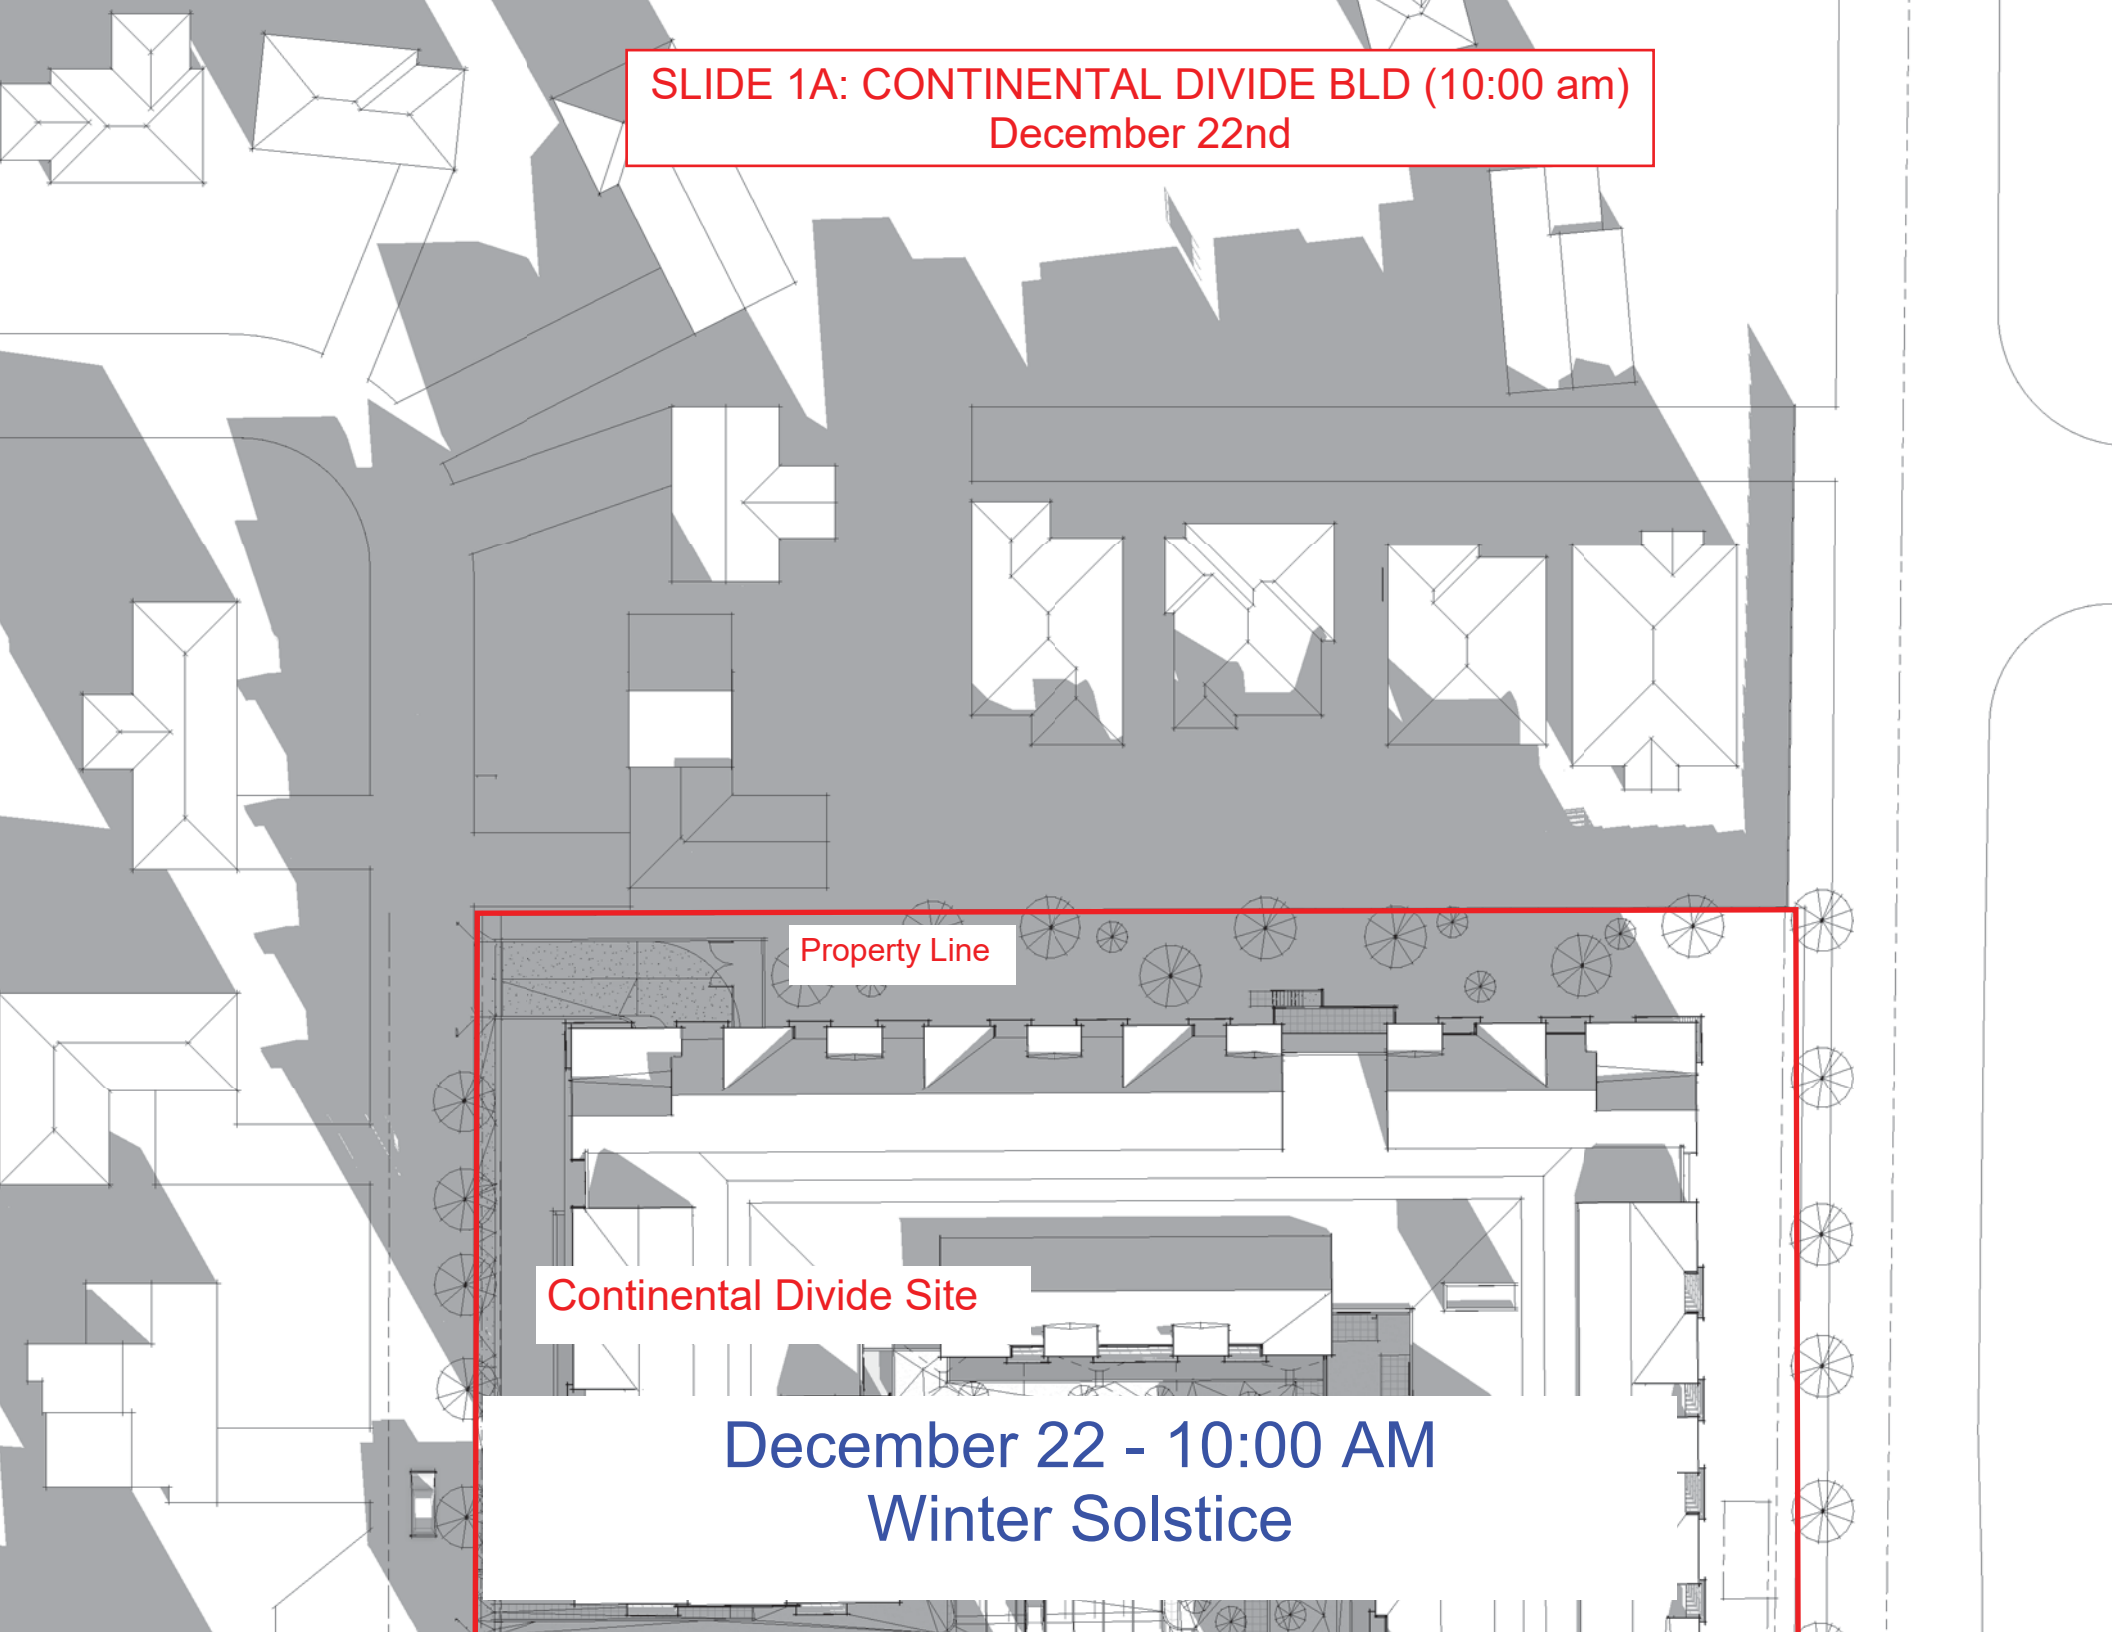 SLIDE 1A: CONTINENTAL DIVIDE BLD (10:00 am)
December 22nd
Property Line
Continental Divide Site
December 22 - 10:00 AM
Winter Solstice